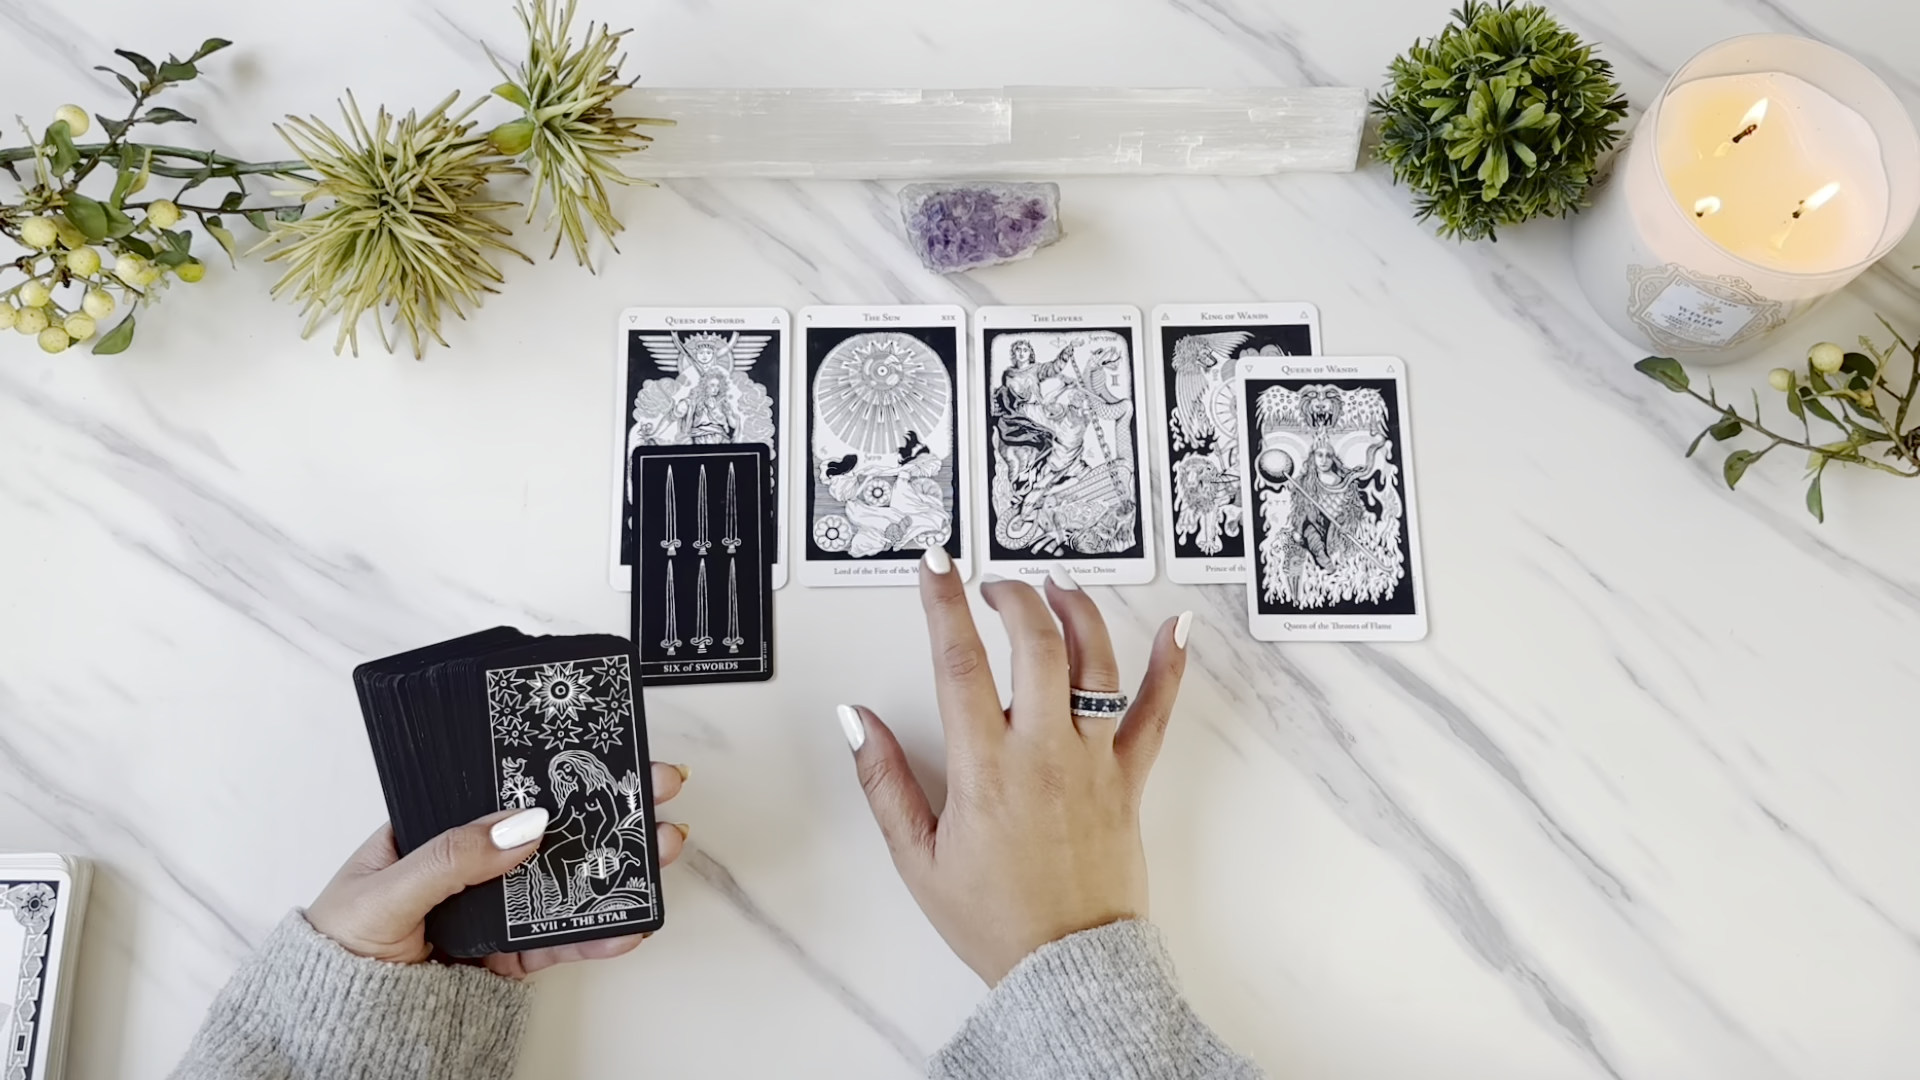 QUEEN OF SWORDS
THE SUN XIX
THE LOVERS VI
KING OF WANDS
QUEEN OF WANDS
Lord of the Fire of the
Children Voice Divine
Prince of
Queen of the Thrones of Flame
SIX of SWORDS
XVII • THE STAR
WINTER